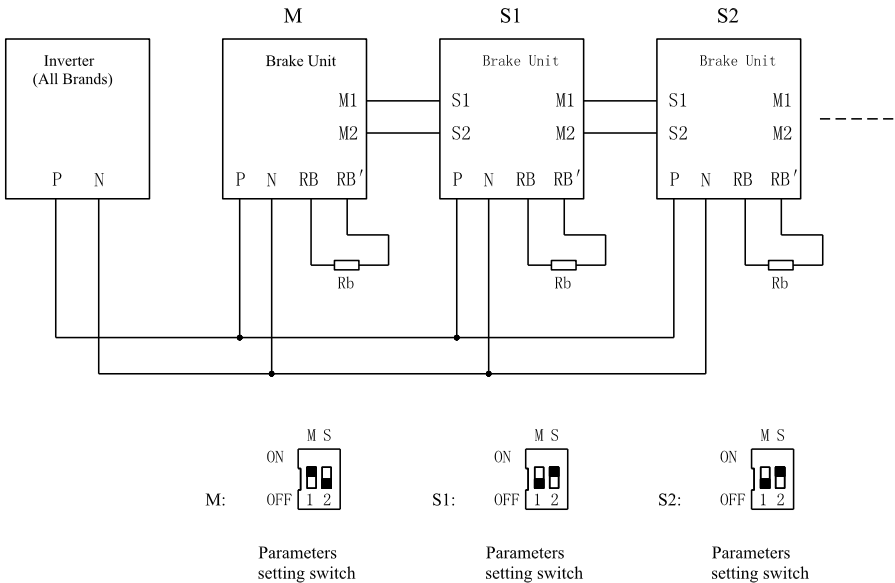 M S1 S2
Inverter
(All Brands)
Brake Unit Brake Unit Brake Unit
M1 S1 M1 S1 M1
M2 S2 M2 S2 M2
P N P N RB RB′ P N RB RB′ P N RB RB′
Rb Rb Rb
M S M S M S
ON ON ON
M: OFF 1 2 S1: OFF 1 2 S2: OFF 1 2
Parameters Parameters Parameters
setting switch setting switch setting switch